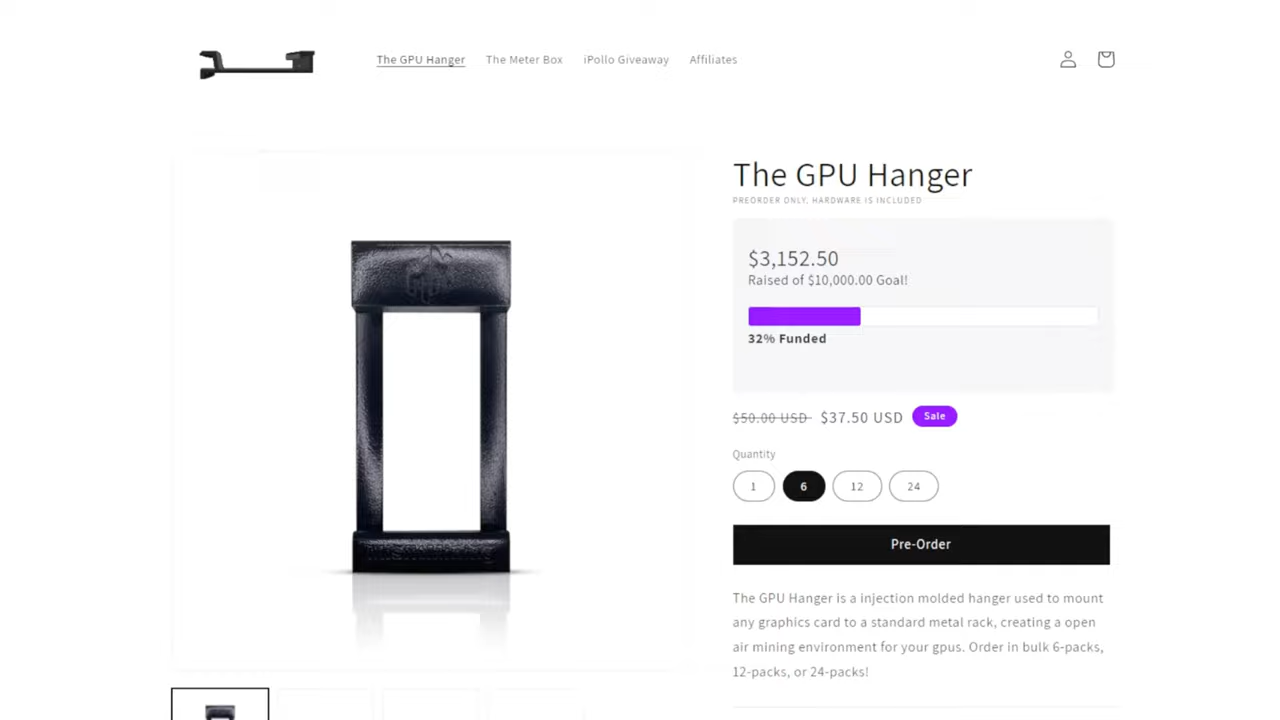 The GPU Hanger
The Meter Box
iPollo Giveaway
Affiliates
The GPU Hanger
PREORDER ONLY, HARDWARE IS INCLUDED
$3,152.50
Raised of $10,000.00 Goal!
32% Funded
$50.00 USD $37.50 USD Sale
Quantity
1 6 12 24
Pre-Order
The GPU Hanger is a injection molded hanger used to mount
any graphics card to a standard metal rack, creating a open
air mining environment for your gpus. Order in bulk 6-packs,
12-packs, or 24-packs!